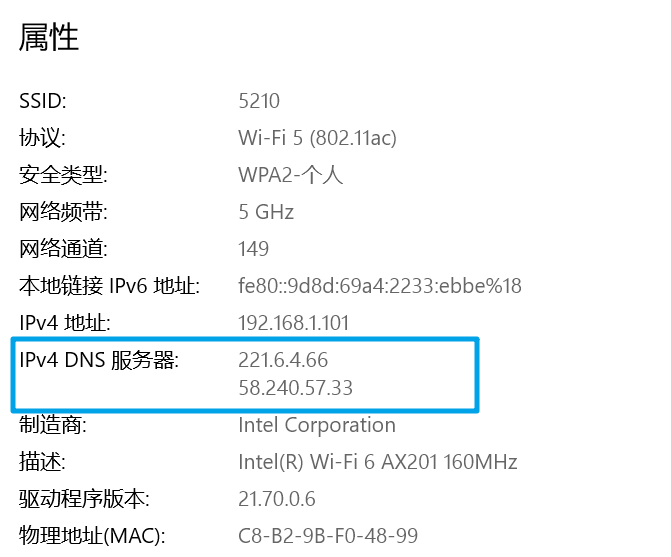 属性
SSID: 5210
协议: Wi-Fi 5 (802.11ac)
安全类型: WPA2-个人
网络频带: 5 GHz
网络通道: 149
本地链接 IPv6 地址: fe80::9d8d:69a4:2233:ebbe%18
IPv4 地址: 192.168.1.101
IPv4 DNS 服务器: 221.6.4.66
58.240.57.33
制造商: Intel Corporation
描述: Intel(R) Wi-Fi 6 AX201 160MHz
驱动程序版本: 21.70.0.6
物理地址(MAC): C8-B2-9B-F0-48-99